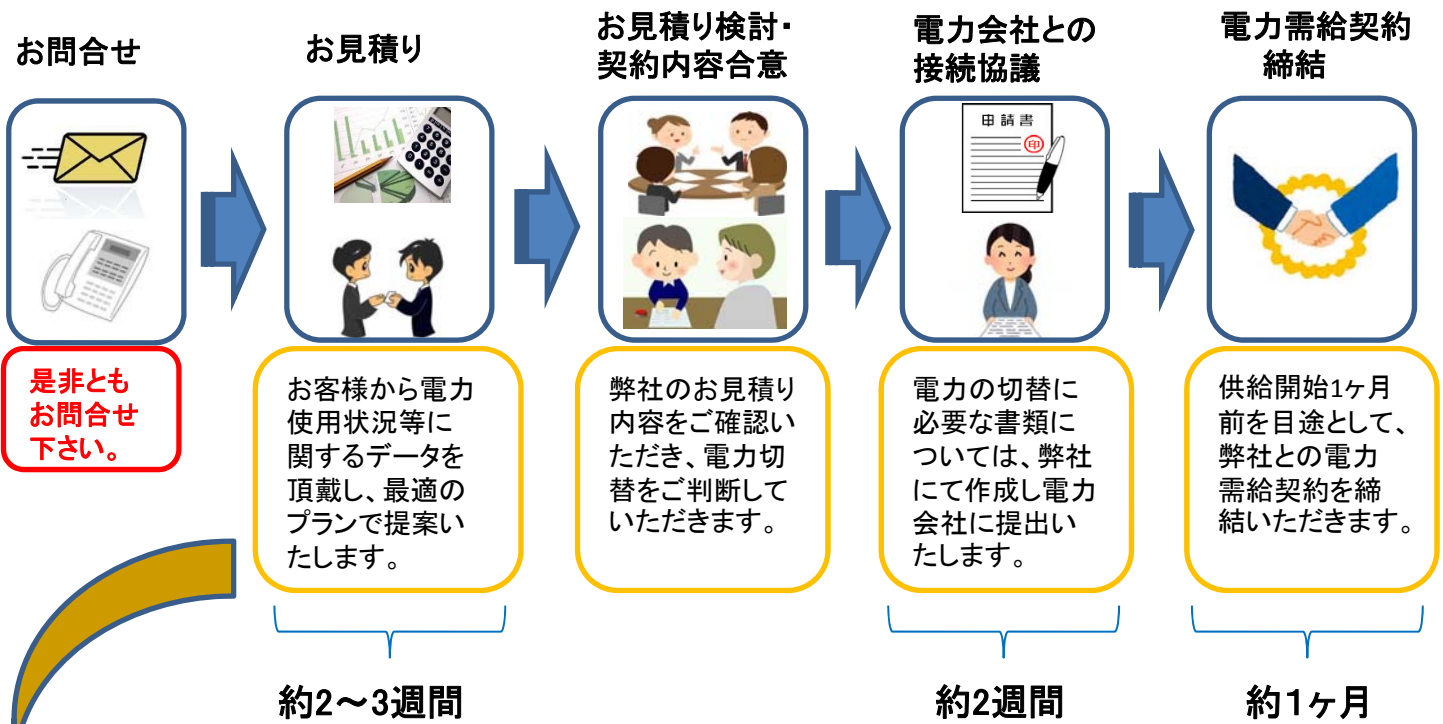 お問合せ
お見積り
お見積り検討・
契約内容合意
電力会社との
接続協議
電力需給契約
締結
申請書
印
是非とも
お問合せ
下さい。
お客様から電力
使用状況等に
関するデータを
頂戴し、最適の
プランで提案い
たします。
弊社のお見積り
内容をご確認い
ただき、電力切
替をご判断して
いただきます。
電力の切替に
必要な書類に
ついては、弊社
にて作成し電力
会社に提出い
たします。
供給開始1ヶ月
前を目途として、
弊社との電力
需給契約を締
結いただきます。
約2～3週間
約2週間
約1ヶ月